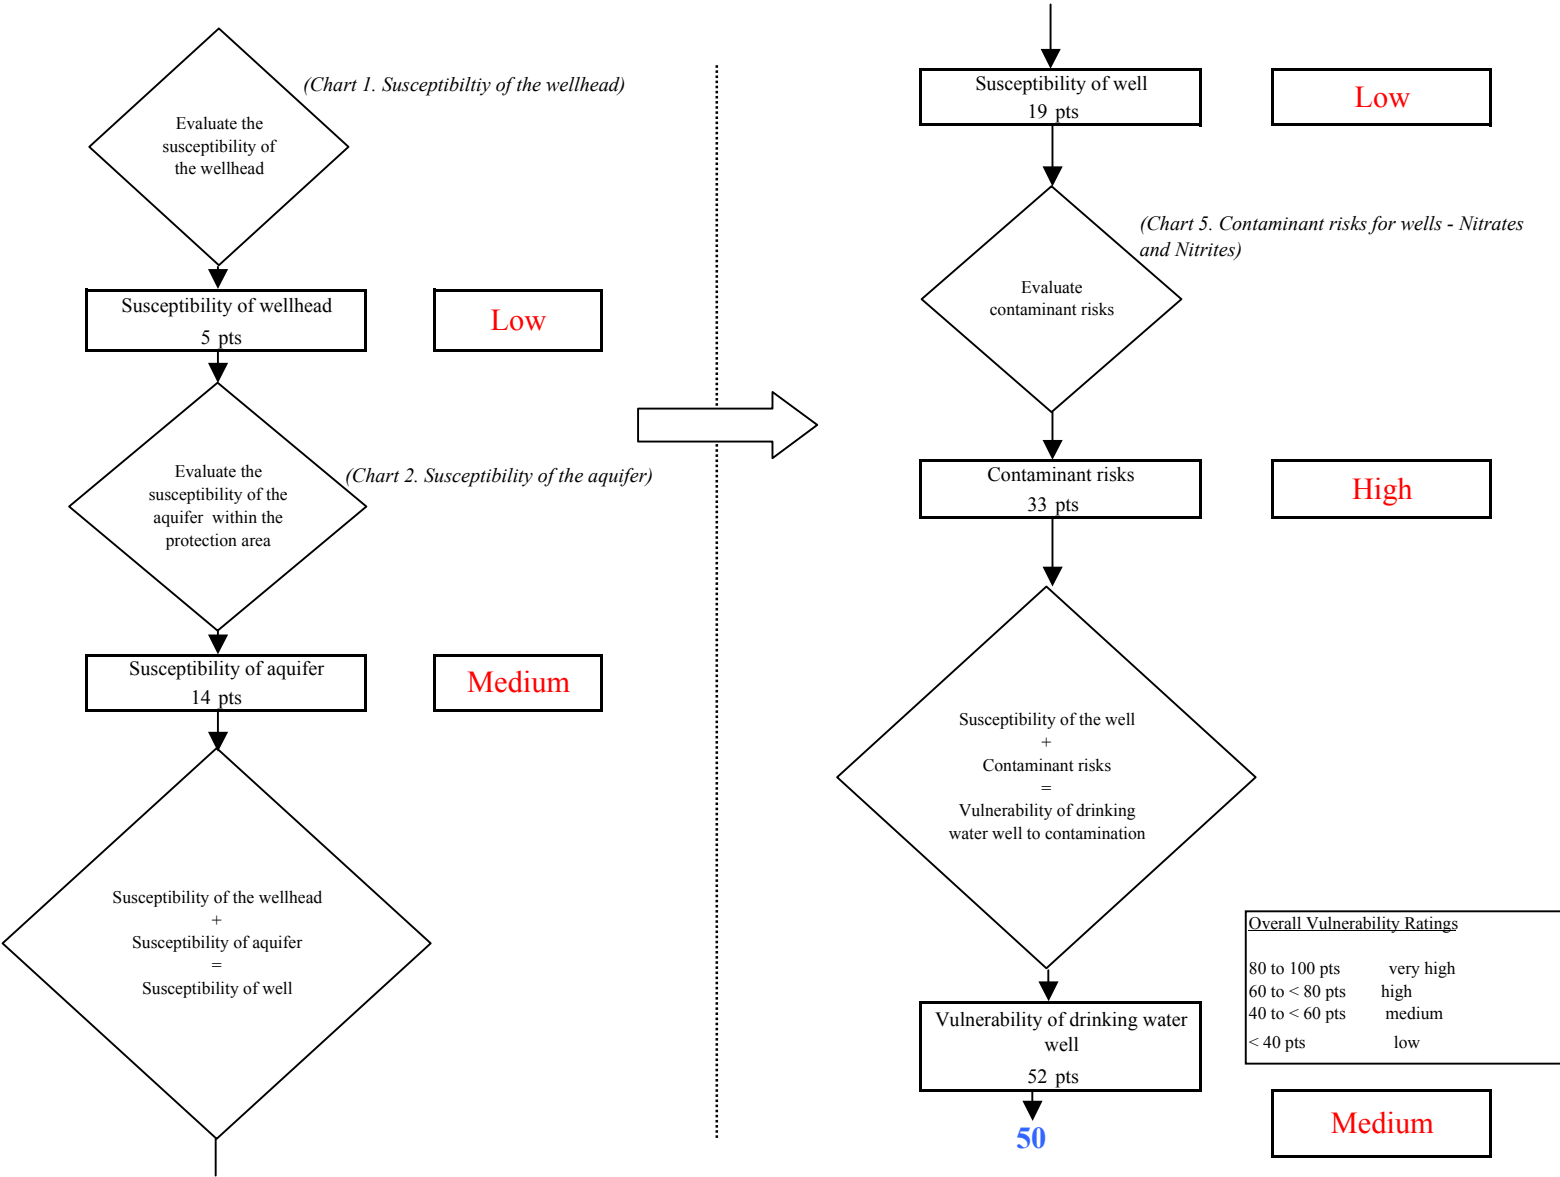 (Chart 1. Susceptibiltiy of the wellhead)
Evaluate the
susceptibility of
the wellhead
Susceptibility of wellhead
5 pts
Low
(Chart 2. Susceptibility of the aquifer)
Evaluate the
susceptibility of the
aquifer within the
protection area
Susceptibility of aquifer
14 pts
Medium
Susceptibility of the wellhead
+
Susceptibility of aquifer
=
Susceptibility of well
Susceptibility of well
19 pts
Low
(Chart 5. Contaminant risks for wells - Nitrates
and Nitrites)
Evaluate
contaminant risks
Contaminant risks
33 pts
High
Susceptibility of the well
+
Contaminant risks
=
Vulnerability of drinking
water well to contamination
Overall Vulnerability Ratings
80 to 100 pts very high
60 to < 80 pts high
40 to < 60 pts medium
< 40 pts low
Vulnerability of drinking water
well
52 pts
50
Medium